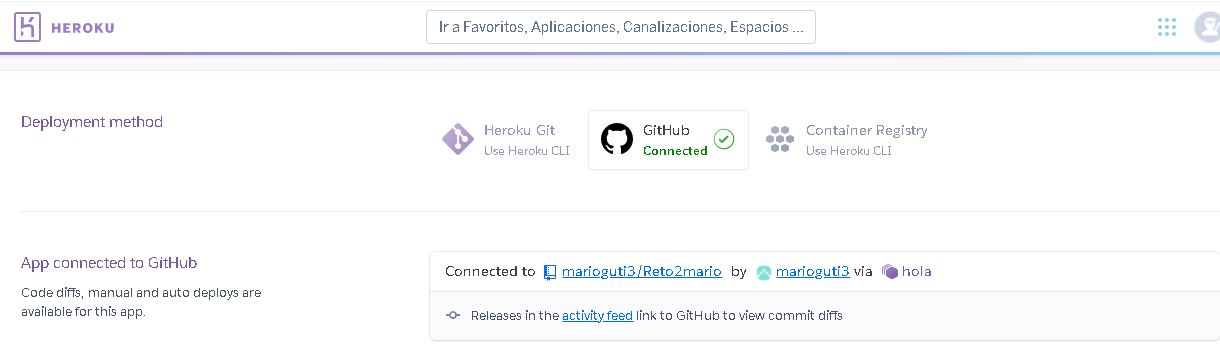 HEROKU
Ir a Favoritos, Aplicaciones, Canalizaciones, Espacios ...
Deployment method
Heroku Git
Use Heroku CLI
GitHub
Connected
Container Registry
Use Heroku CLI
App connected to GitHub
Code diffs, manual and auto deploys are
available for this app.
Connected to marioguti3/Reto2mario by marioguti3 via hola
Releases in the activity feed link to GitHub to view commit diffs